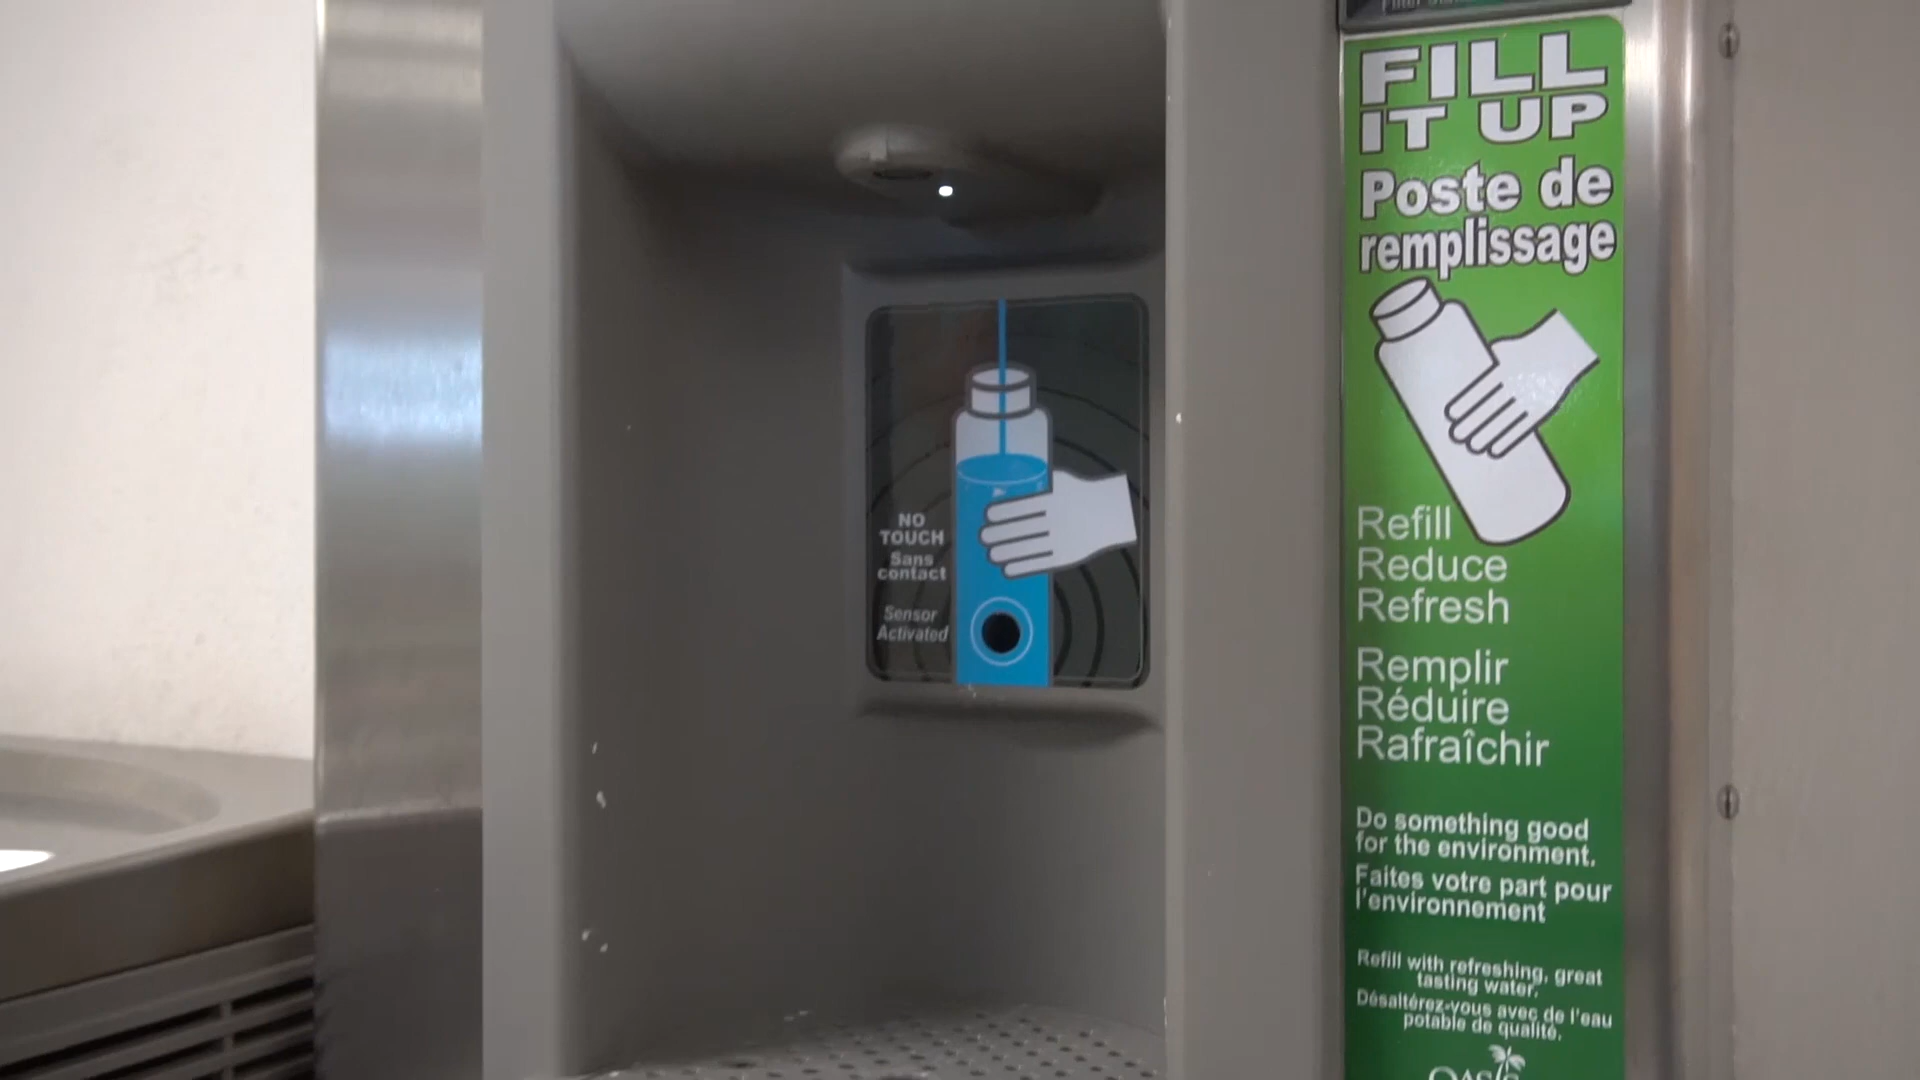 FILL
IT UP
Poste de
remplissage
Refill
Reduce
Refresh
Remplir
Réduire
Rafraîchir
Do something good
for the environment.
Faites votre part pour
l'environnement
Refill with refreshing, great
tasting water.
Désaltérez-vous avec de l'eau
potable de qualité.
OASIS
NO
TOUCH
Sans
contact
Sensor
Activated